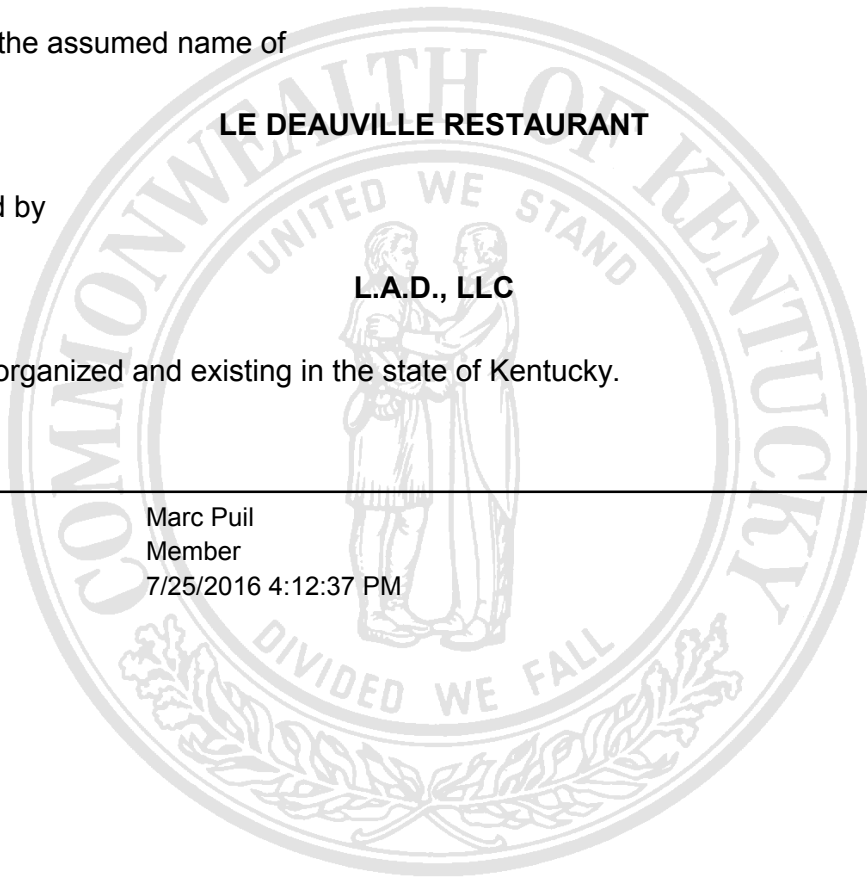 the assumed name of
LE DEAUVILLE RESTAURANT
d by
L.A.D., LLC
organized and existing in the state of Kentucky.
Marc Puil
Member
7/25/2016 4:12:37 PM
COMMONWEALTH OF KENTUCKY
UNITED WE STAND
DIVIDED WE FALL